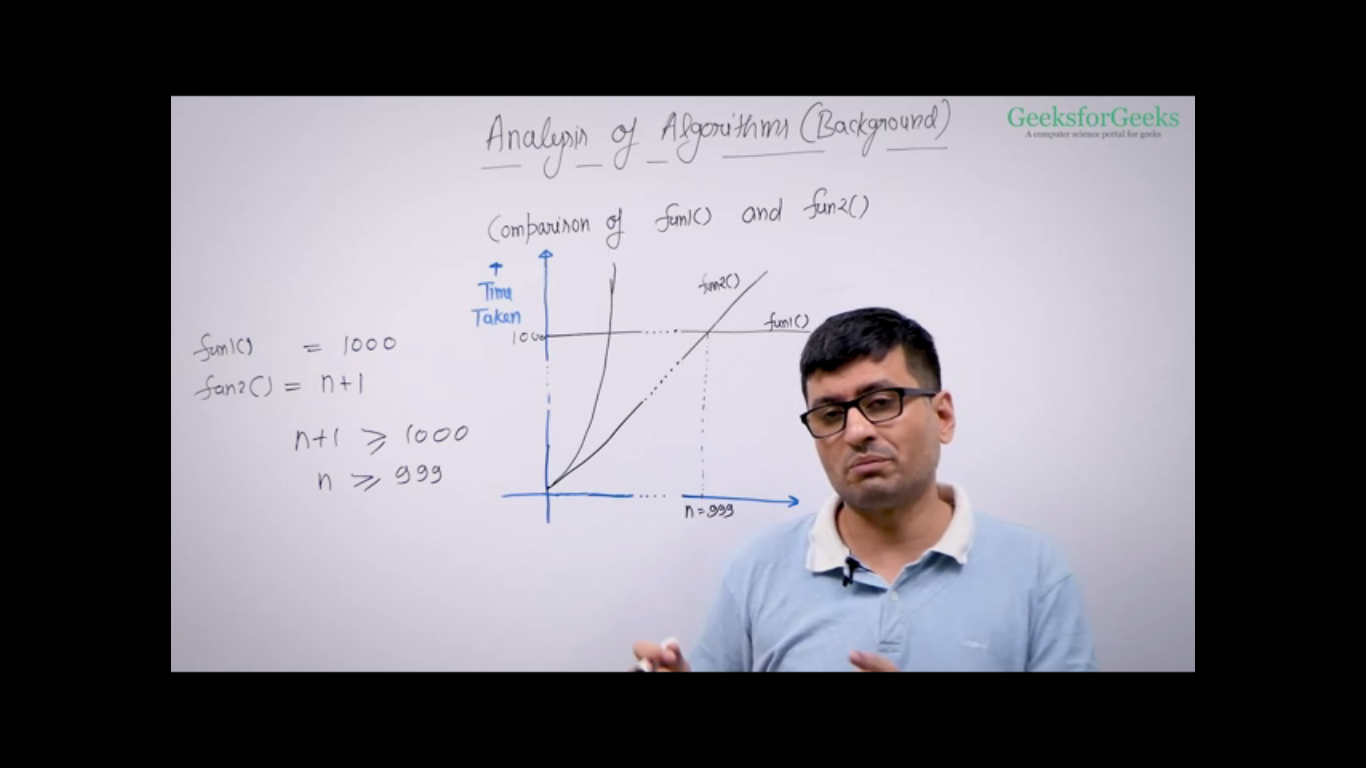 Analysis of Algorithms (Background)
GeeksforGeeks
A computer science portal for geeks
Comparison of fun1() and fun2()
Time
Taken
1000
fun2()
fun1()
n=999
fun1() = 1000
fun2() = n+1
n+1 ⩾ 1000
n ⩾ 999